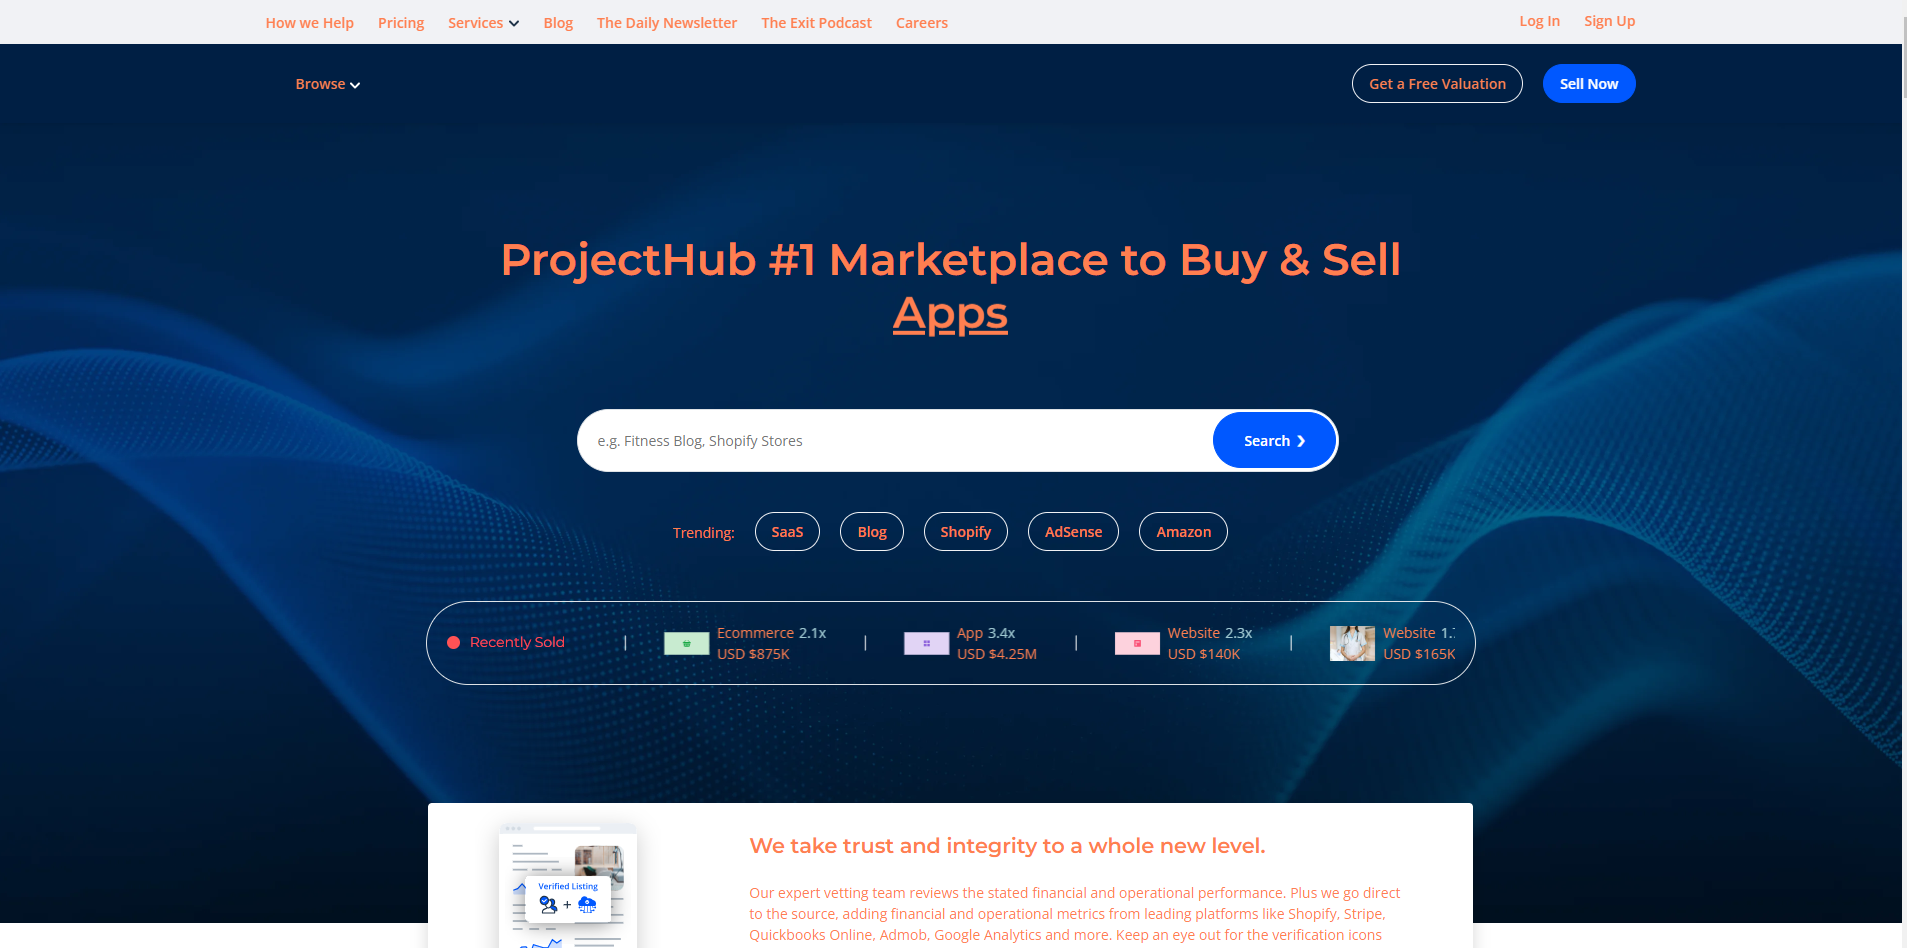 How we Help Pricing Services Blog The Daily Newsletter The Exit Podcast Careers Log In Sign Up
Browse Get a Free Valuation Sell Now
ProjectHub #1 Marketplace to Buy & Sell
Apps
e.g. Fitness Blog, Shopify Stores Search
Trending: SaaS Blog Shopify AdSense Amazon
Recently Sold
Ecommerce 2.1x
USD $875K
App 3.4x
USD $4.25M
Website 2.3x
USD $140K
Website
USD $165K
Verified Listing
+
We take trust and integrity to a whole new level.
Our expert vetting team reviews the stated financial and operational performance. Plus we go direct
to the source, adding financial and operational metrics from leading platforms like Shopify, Stripe,
Quickbooks Online, Admob, Google Analytics and more. Keep an eye out for the verification icons